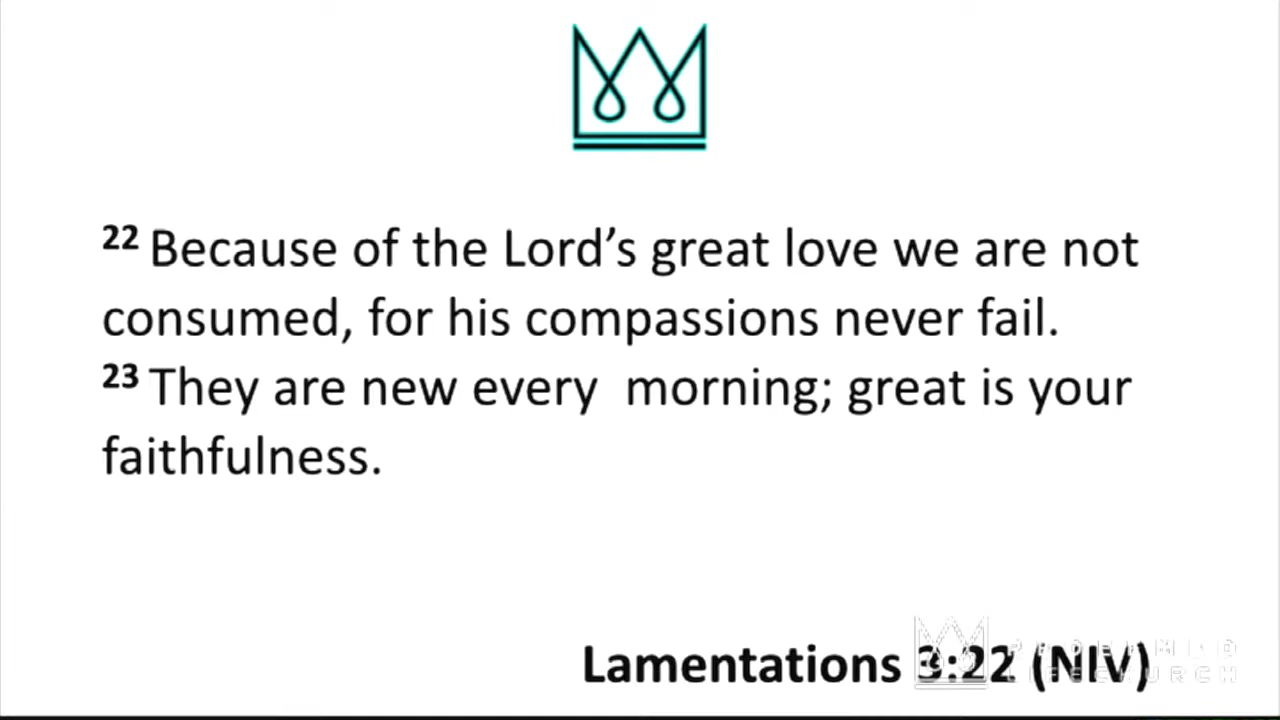 22 Because of the Lord’s great love we are not
consumed, for his compassions never fail.
23 They are new every  morning; great is your
faithfulness.
Lamentations 3:22 (NIV)
LIFECHURCH